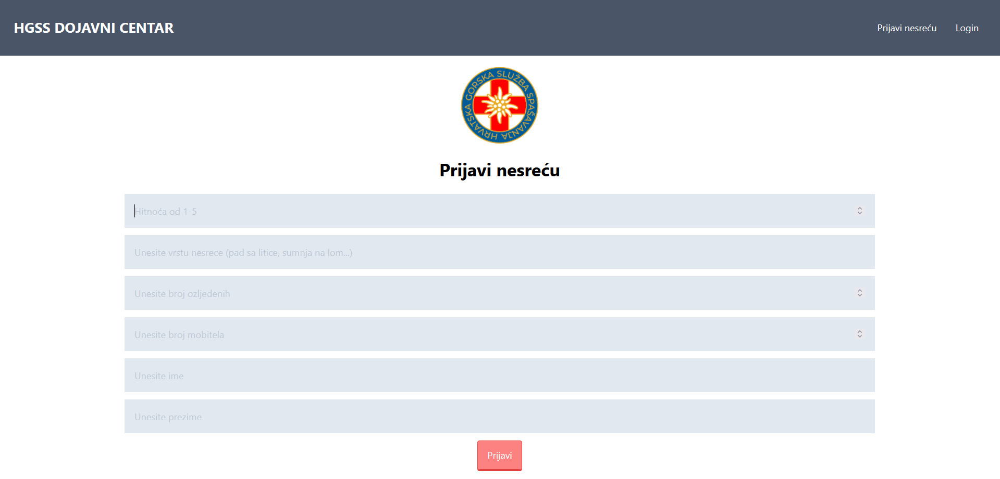 HGSS DOJAVNI CENTAR
Prijavi nesreću
Login
HRVATSKA GORSKA SLUŽBA SPAŠAVANJA
Prijavi nesreću
Hitnoća od 1-5
Unesite vrstu nesrece (pad sa litice, sumnja na lom...)
Unesite broj ozljedenih
Unesite broj mobitela
Unesite ime
Unesite prezime
Prijavi